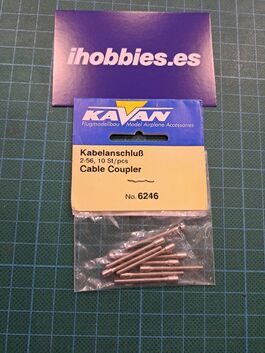 ihobbies.es
KAVAN
Flugmodellbau Model Airplane Accessories
Kabelanschluß
2-56, 10 St/pcs
Cable Coupler
No. 6246